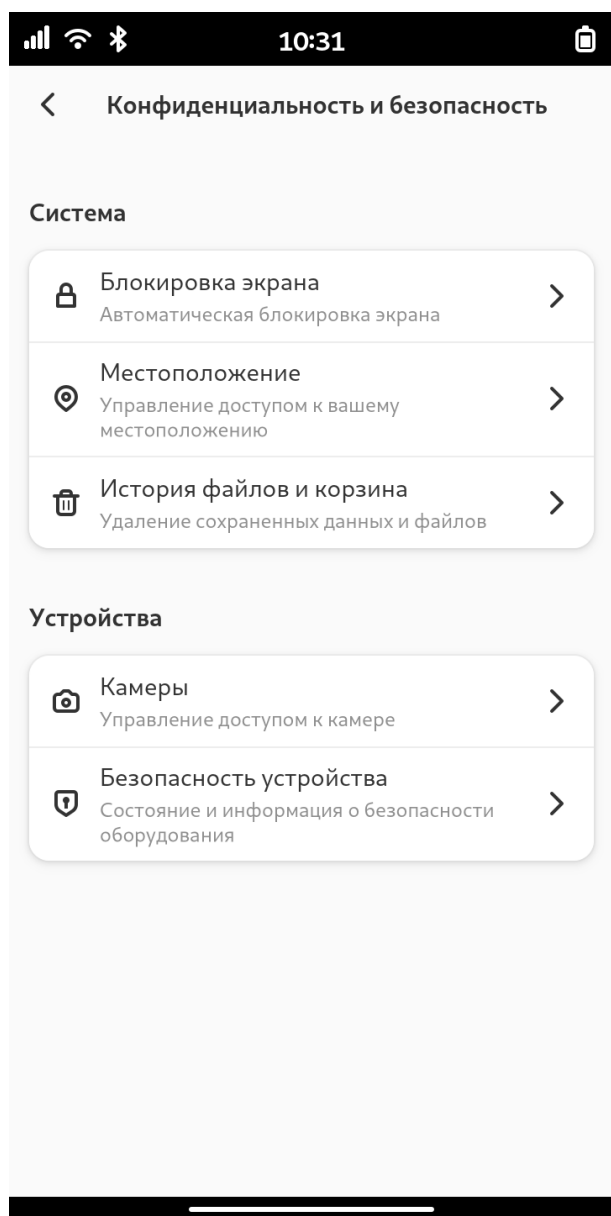 10:31
Конфиденциальность и безопасность
Система
Блокировка экрана
Автоматическая блокировка экрана
Местоположение
Управление доступом к вашему
местоположению
История файлов и корзина
Удаление сохраненных данных и файлов
Устройства
Камеры
Управление доступом к камере
Безопасность устройства
Состояние и информация о безопасности
оборудования